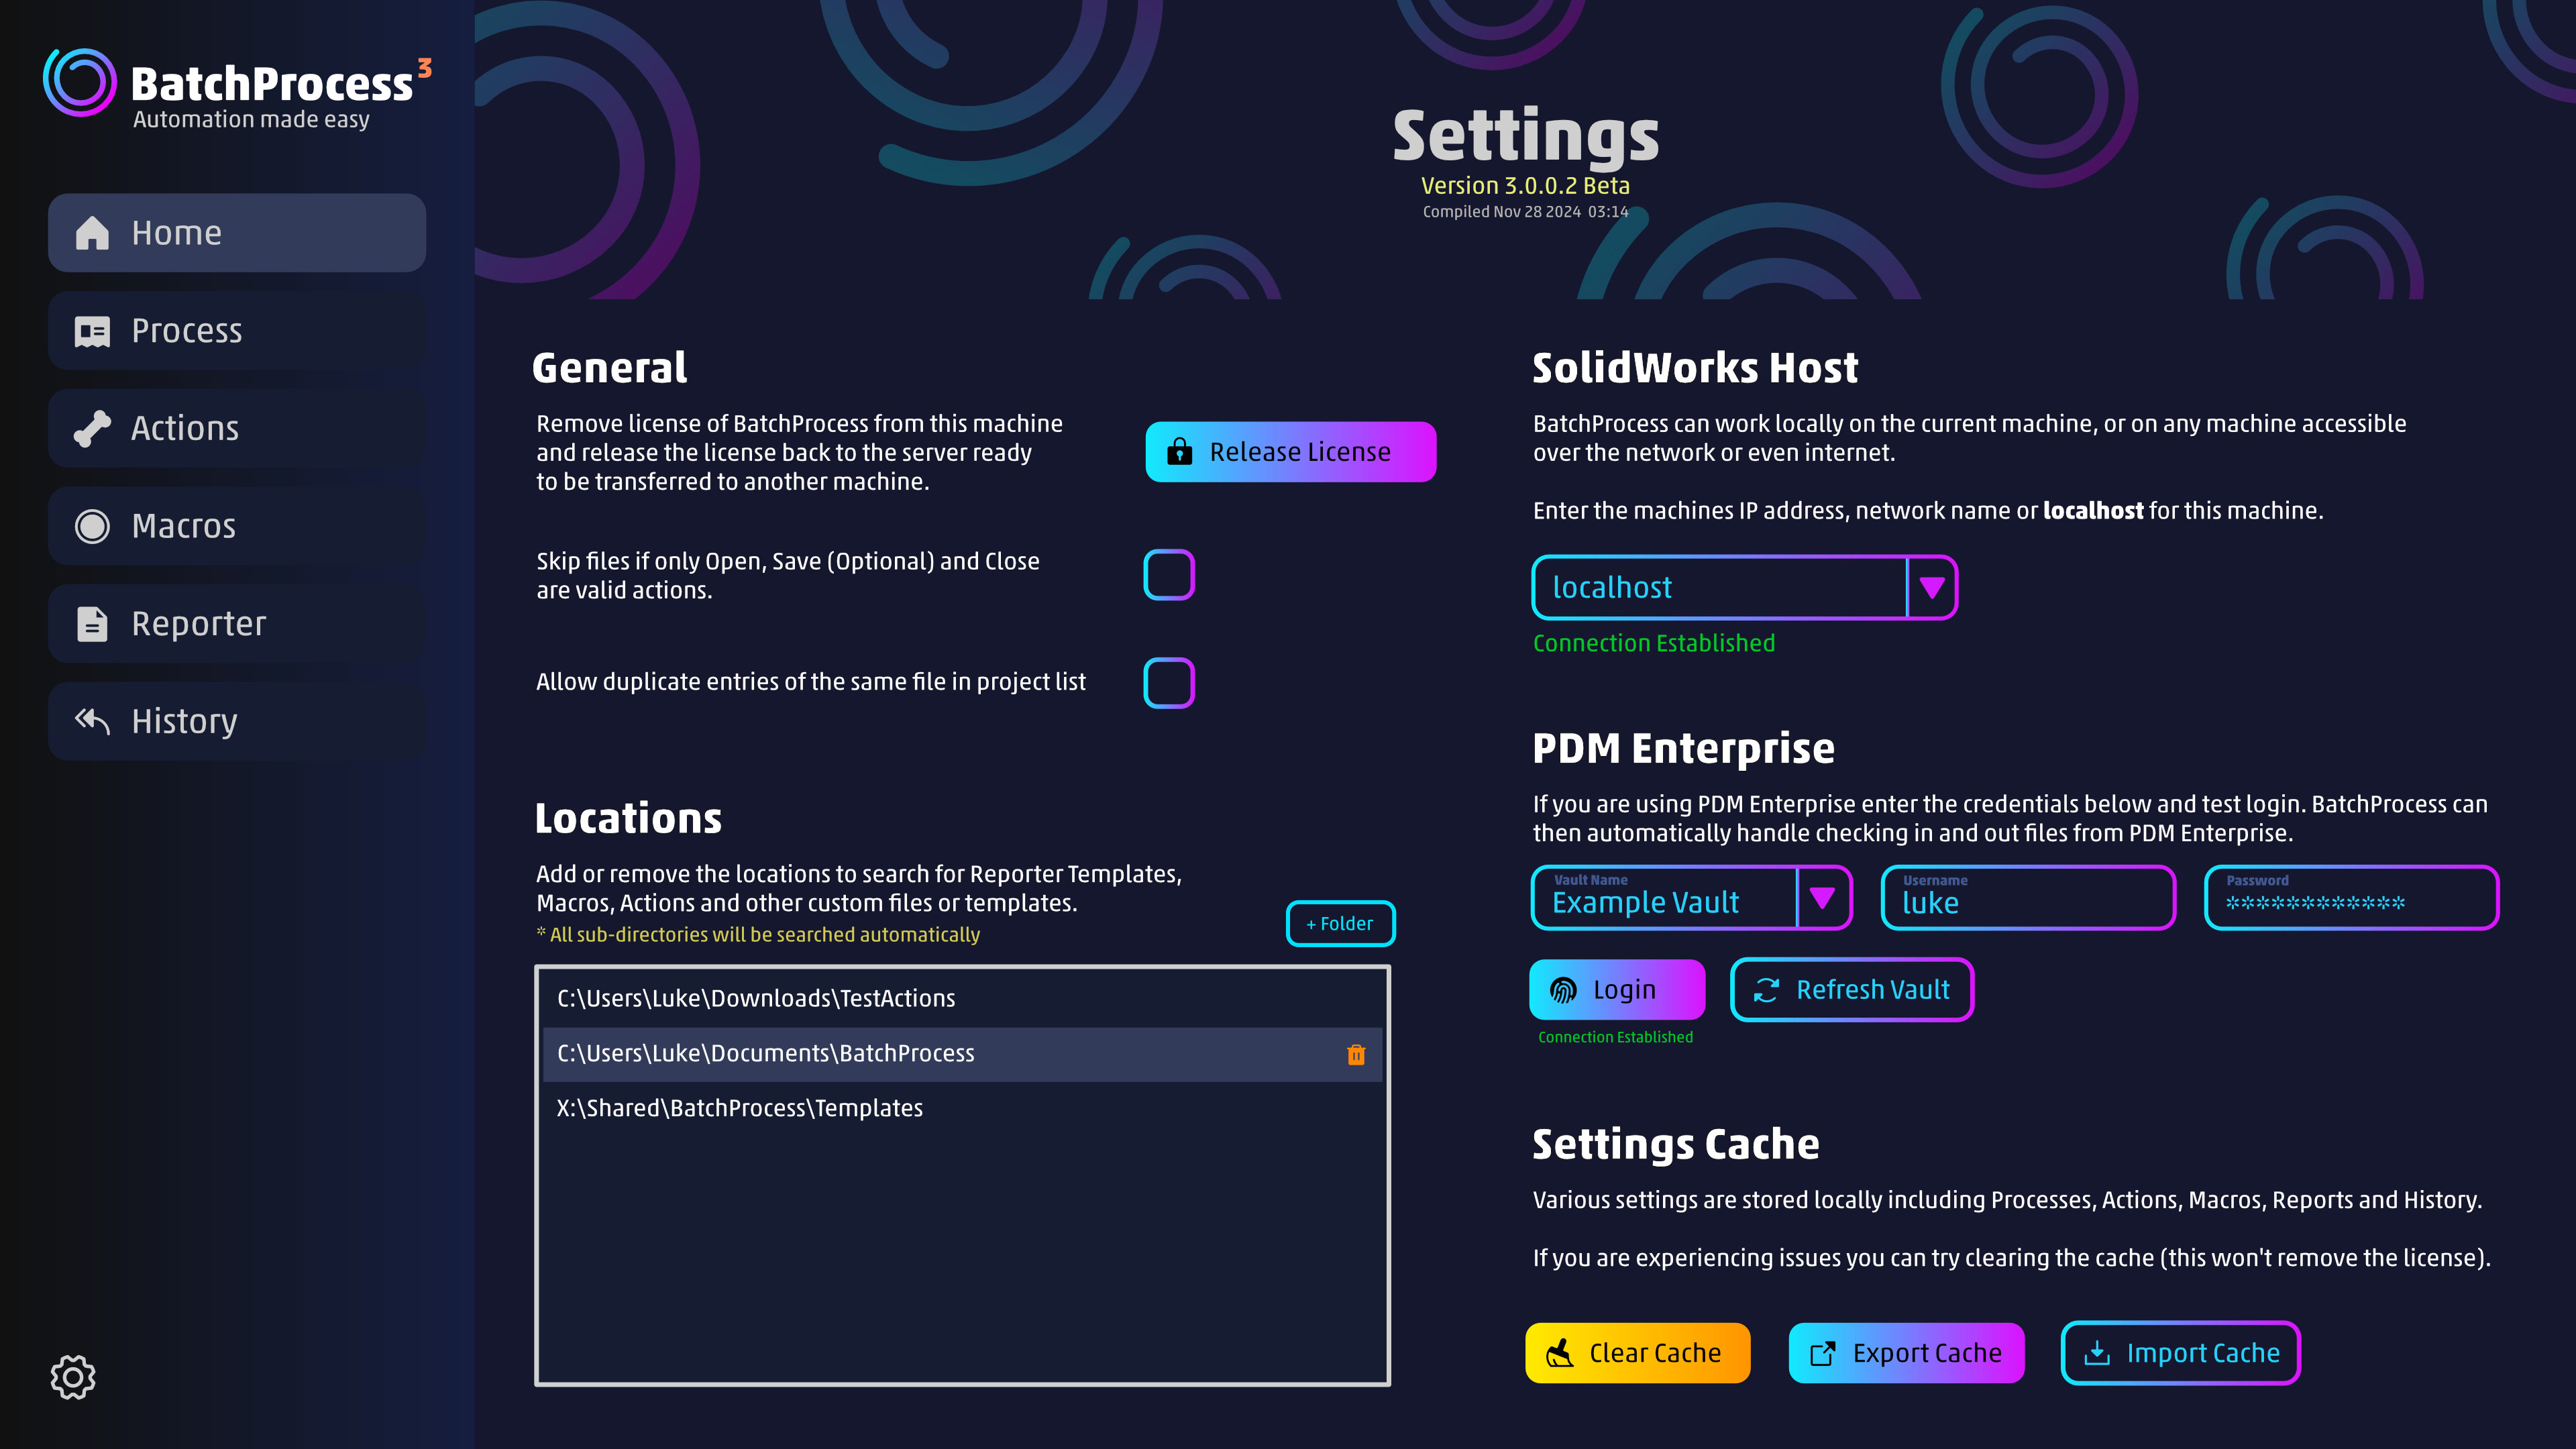 BatchProcess3
Automation made easy
Home
Process
Actions
Macros
Reporter
History
Settings
Version 3.0.0.2 Beta
Compiled Nov 28 2024 03:14
General
Remove license of BatchProcess from this machine
and release the license back to the server ready
to be transferred to another machine.
Release License
Skip files if only Open, Save (Optional) and Close
are valid actions.
Allow duplicate entries of the same file in project list
Locations
Add or remove the locations to search for Reporter Templates,
Macros, Actions and other custom files or templates.
* All sub-directories will be searched automatically
+ Folder
C:\Users\Luke\Downloads\TestActions
C:\Users\Luke\Documents\BatchProcess
X:\Shared\BatchProcess\Templates
SolidWorks Host
BatchProcess can work locally on the current machine, or on any machine accessible
over the network or even internet.
Enter the machines IP address, network name or localhost for this machine.
localhost
Connection Established
PDM Enterprise
If you are using PDM Enterprise enter the credentials below and test login. BatchProcess can
then automatically handle checking in and out files from PDM Enterprise.
Vault Name
Example Vault
Username
luke
Password
************
Login
Refresh Vault
Connection Established
Settings Cache
Various settings are stored locally including Processes, Actions, Macros, Reports and History.
If you are experiencing issues you can try clearing the cache (this won't remove the license).
Clear Cache
Export Cache
Import Cache